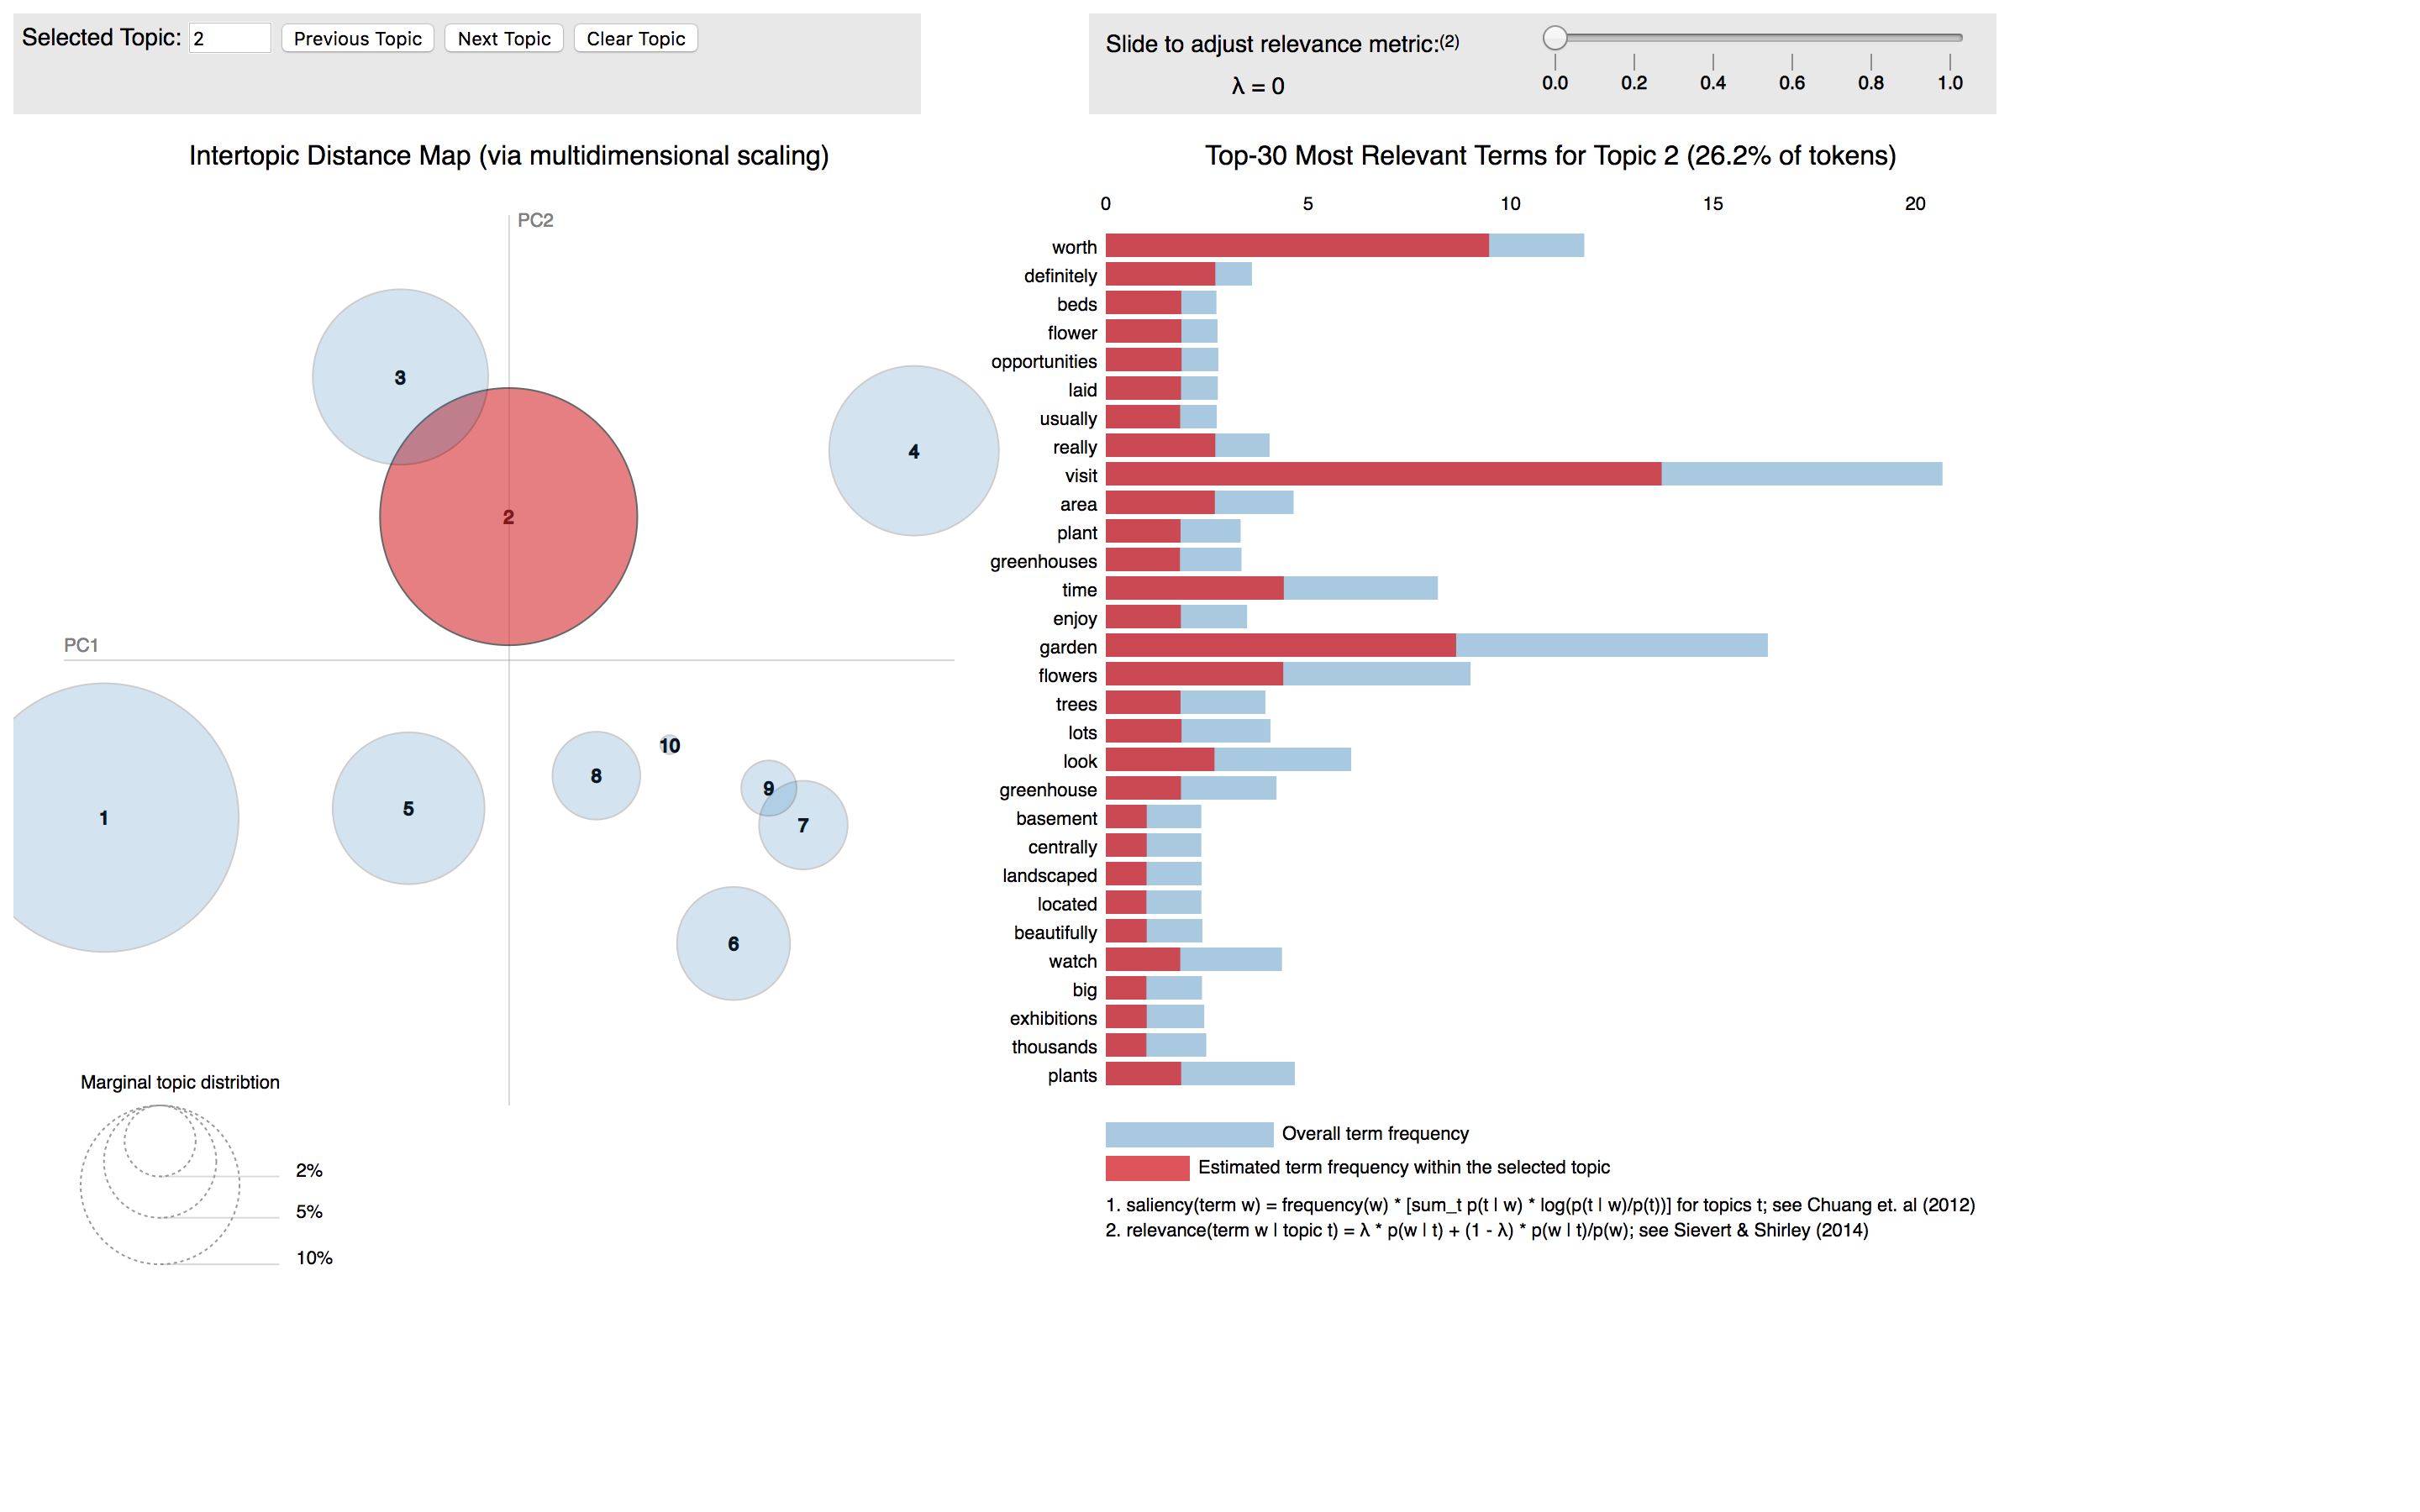 Selected Topic: 2 Previous Topic Next Topic Clear Topic
Slide to adjust relevance metric:(2)
λ = 0
0.0 0.2 0.4 0.6 0.8 1.0
Intertopic Distance Map (via multidimensional scaling)
PC2
PC1
3
4
2
1
5
8
10
9
7
6
Marginal topic distribtion
2%
5%
10%
Top-30 Most Relevant Terms for Topic 2 (26.2% of tokens)
0 5 10 15 20
worth
definitely
beds
flower
opportunities
laid
usually
really
visit
area
plant
greenhouses
time
enjoy
garden
flowers
trees
lots
look
greenhouse
basement
centrally
landscaped
located
beautifully
watch
big
exhibitions
thousands
plants
Overall term frequency
Estimated term frequency within the selected topic
1. saliency(term w) = frequency(w) * [sum_t p(t | w) * log(p(t | w)/p(t))] for topics t; see Chuang et. al (2012)
2. relevance(term w | topic t) = λ * p(w | t) + (1 - λ) * p(w | t)/p(w); see Sievert & Shirley (2014)